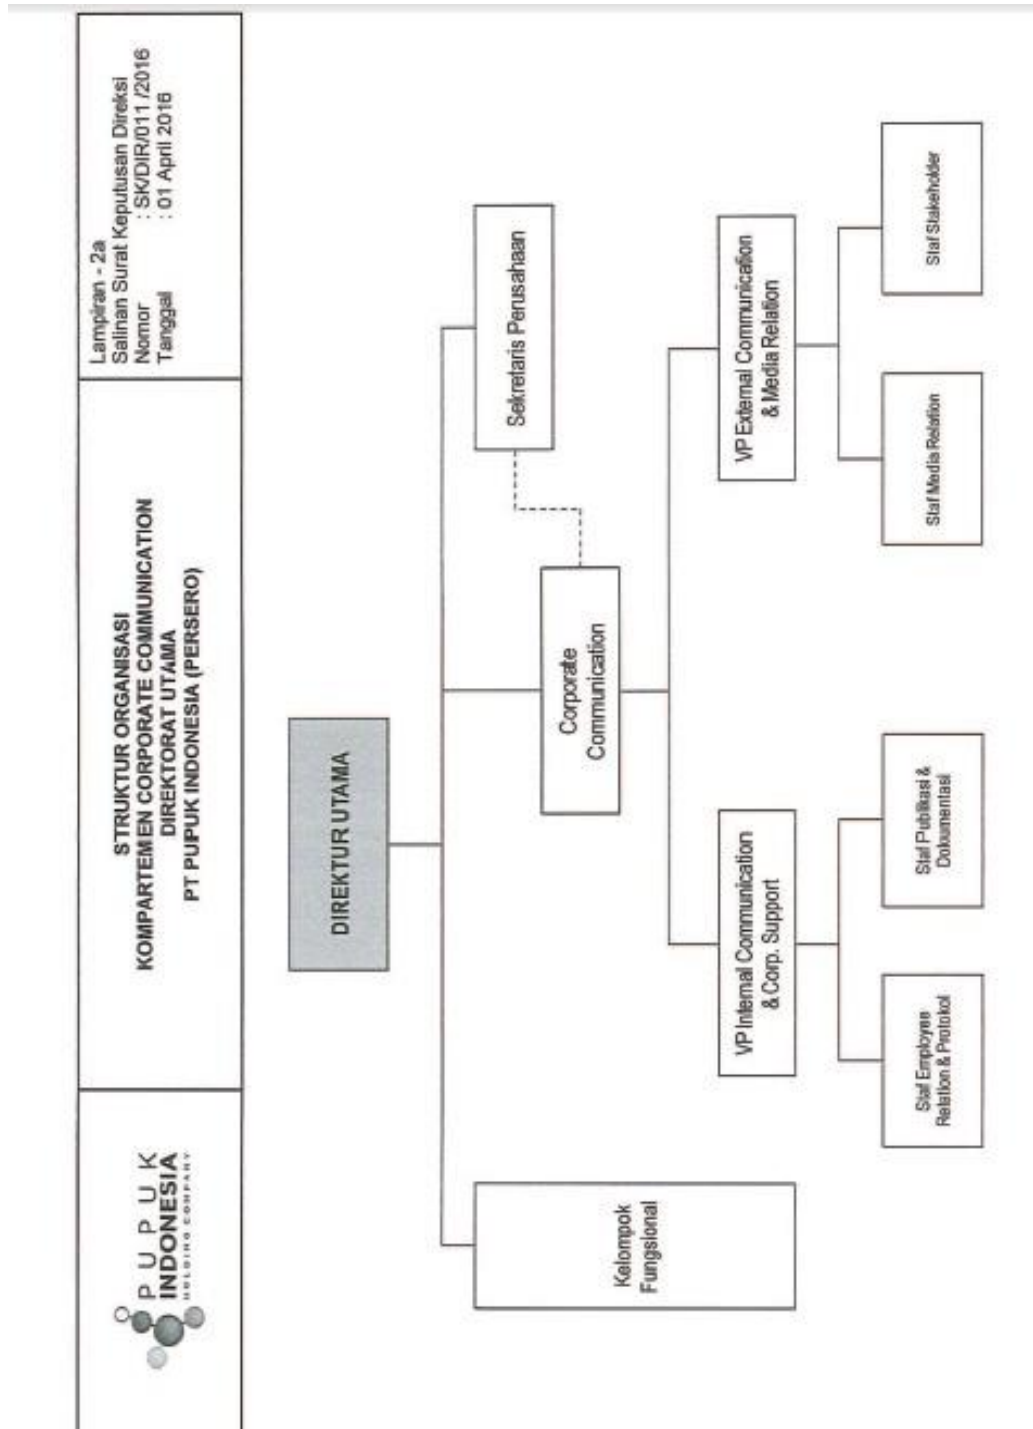 PUPUK
INDONESIA
HOLDING COMPANY
STRUKTUR ORGANISASI
KOMPARTEMEN CORPORATE COMMUNICATION
DIREKTORAT UTAMA
PT PUPUK INDONESIA (PERSERO)
Lampiran - 2a
Salinan Surat Keputusan Direksi
Nomor : SK/DIR/011 /2016
Tanggal : 01 April 2016
DIREKTUR UTAMA
Kelompok
Fungsional
Corporate
Communication
Sekretaris Perusahaan
VP Internal Communication
& Corp. Support
VP External Communication
& Media Relation
Staf Employee
Relation & Protokol
Staf Publikasi &
Dokumentasi
Staf Media Relation
Staf Stakeholder